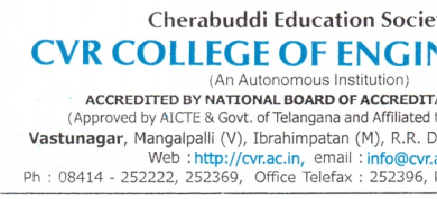 Cherabuddi Education Socie
CVR COLLEGE OF ENGIN
(An Autonomous Institution)
ACCREDITED BY NATIONAL BOARD OF ACCREDITA
(Approved by AICTE & Govt. of Telangana and Affiliated t
Vastunagar, Mangalpalli (V), Ibrahimpatan (M), R.R. D
Web : http://cvr.ac.in, email : info@cvr.a
Ph : 08414 - 252222, 252369, Office Telefax : 252396,